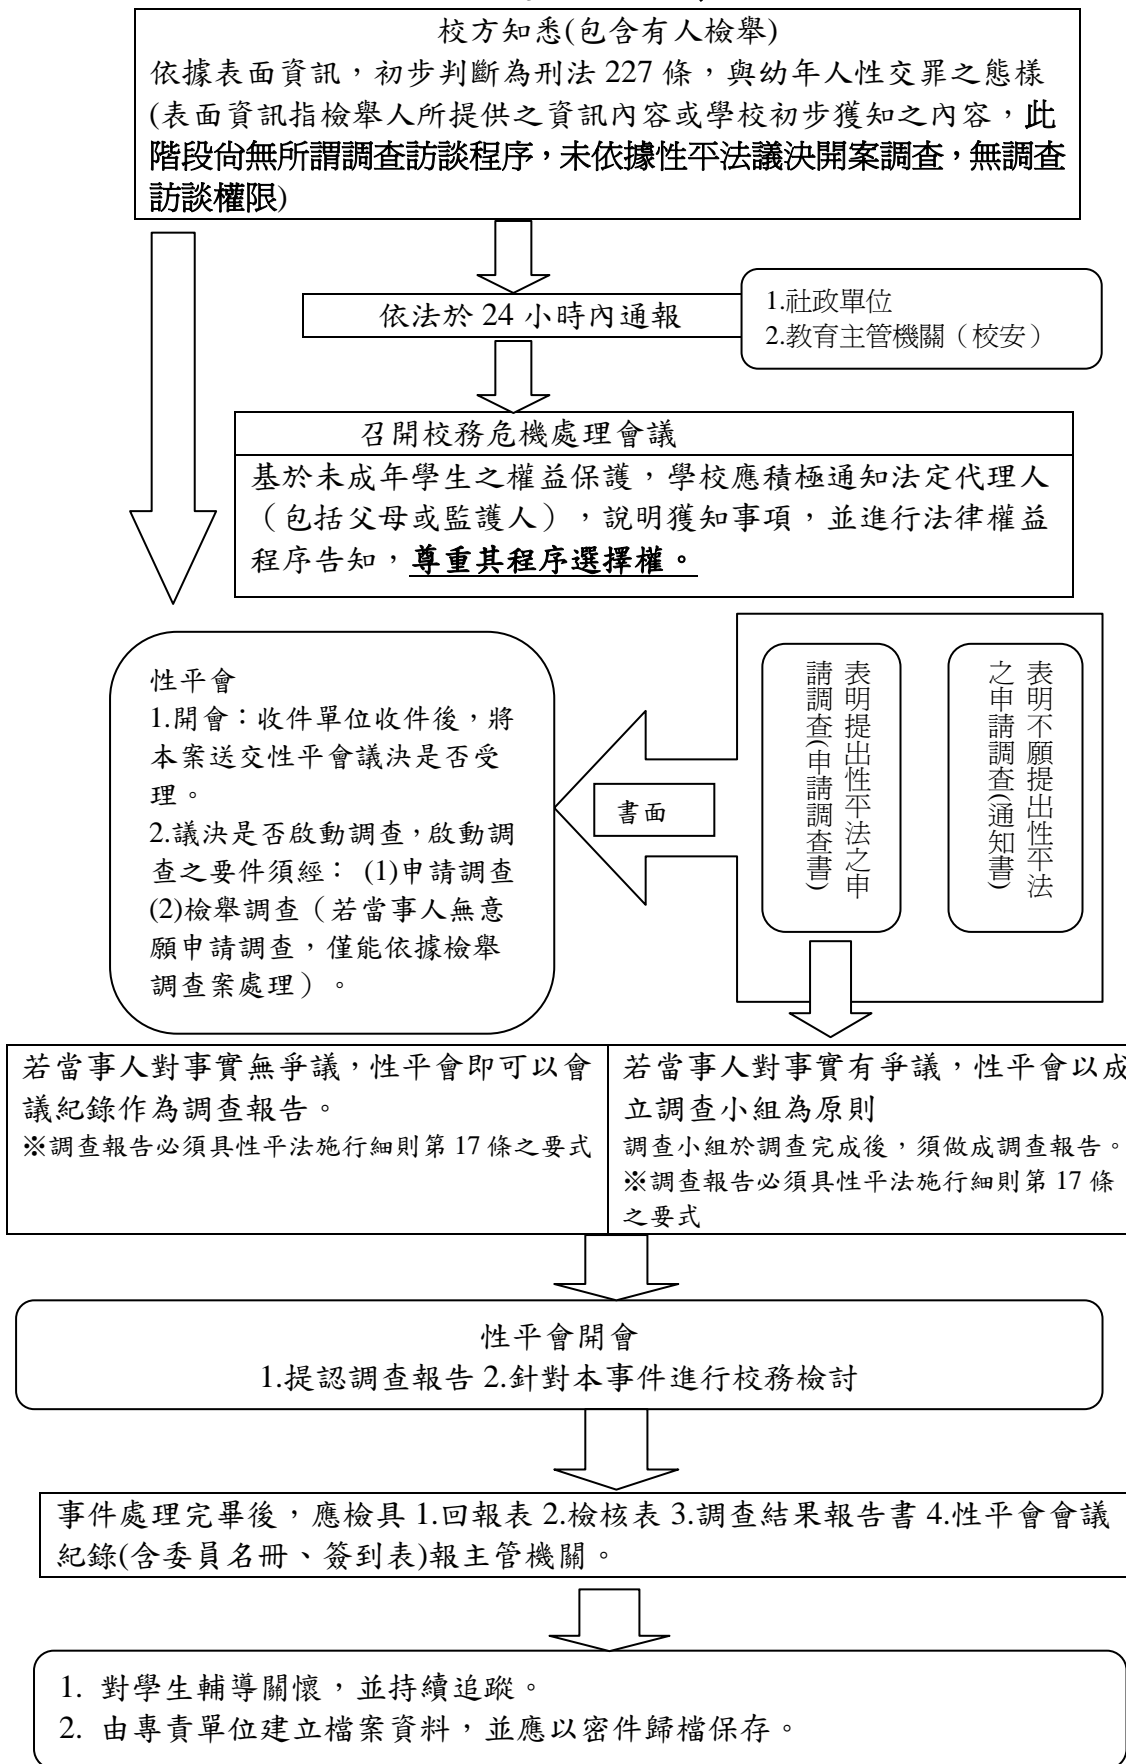 校方知悉(包含有人檢舉)
依據表面資訊，初步判斷為刑法 227 條，與幼年人性交罪之態樣
(表面資訊指檢舉人所提供之資訊內容或學校初步獲知之內容，此
階段尚無所謂調查訪談程序，未依據性平法議決開案調查，無調查
訪談權限)
依法於 24 小時內通報
1.社政單位
2.教育主管機關（校安）
召開校務危機處理會議
基於未成年學生之權益保護，學校應積極通知法定代理人
（包括父母或監護人），說明獲知事項，並進行法律權益
程序告知，尊重其程序選擇權。
性平會
1.開會：收件單位收件後，將
本案送交性平會議決是否受
理。
2.議決是否啟動調查，啟動調
查之要件須經： (1)申請調查
(2)檢舉調查（若當事人無意
願申請調查，僅能依據檢舉
調查案處理）。
書面
表明提出性平法之申
請調查(申請調查書)
表明不願提出性平法
之申請調查(通知書)
若當事人對事實無爭議，性平會即可以會
議紀錄作為調查報告。
※調查報告必須具性平法施行細則第 17 條之要式
若當事人對事實有爭議，性平會以成
立調查小組為原則
調查小組於調查完成後，須做成調查報告。
※調查報告必須具性平法施行細則第 17 條
之要式
性平會開會
1.提認調查報告 2.針對本事件進行校務檢討
事件處理完畢後，應檢具 1.回報表 2.檢核表 3.調查結果報告書 4.性平會會議
紀錄(含委員名冊、簽到表)報主管機關。
1. 對學生輔導關懷，並持續追蹤。
2. 由專責單位建立檔案資料，並應以密件歸檔保存。